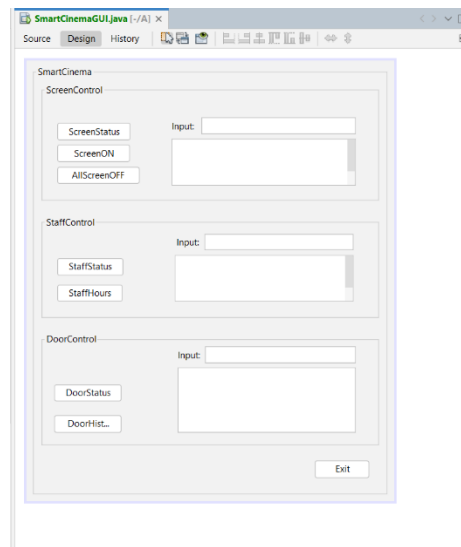 SmartCinemaGUI.java [-/A] ×
Source Design History
SmartCinema
ScreenControl
ScreenStatus
Input:
ScreenON
AllScreenOFF
StaffControl
Input:
StaffStatus
StaffHours
DoorControl
Input:
DoorStatus
DoorHist...
Exit